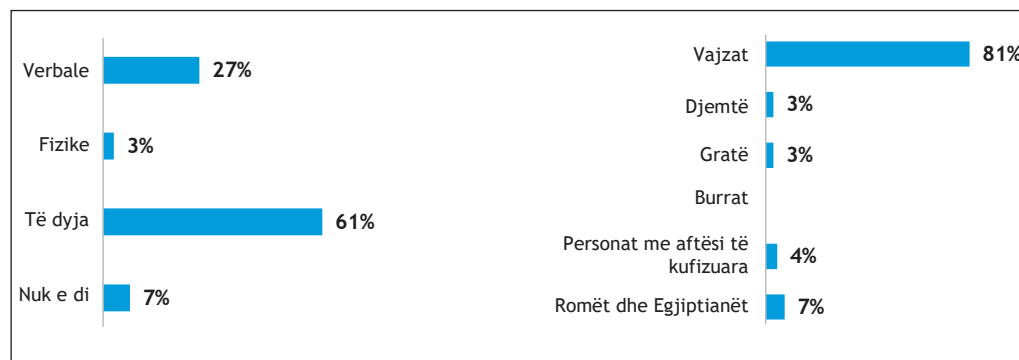 Verbale 27%
Fizike 3%
Të dyja 61%
Nuk e di 7%
Vajzat 81%
Djemtë 3%
Gratë 3%
Burrat
Personat me aftësi të
kufizuara 4%
Romët dhe Egjiptianët 7%